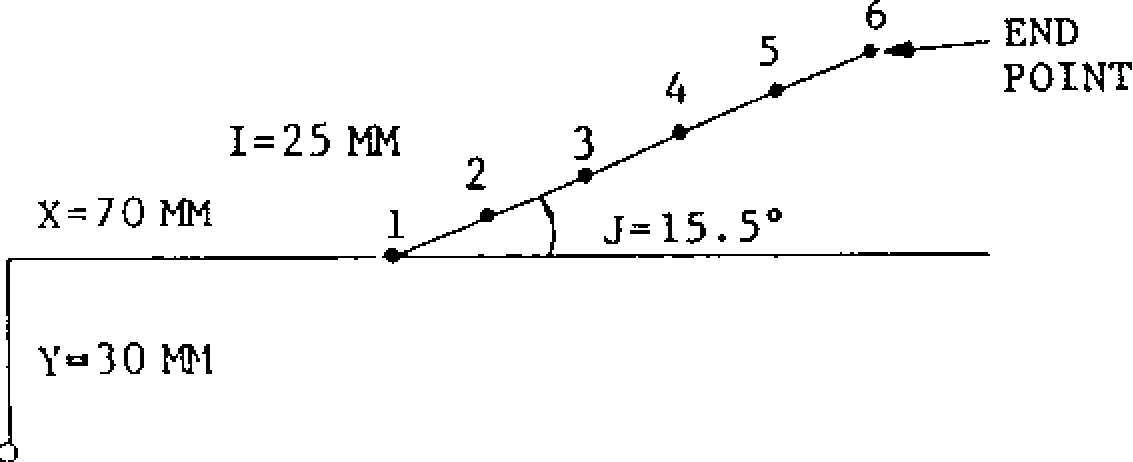 6
END
POINT
5
4
I=25 MM
3
2
X=70 MM
1
J=15.5°
Y=30 MM